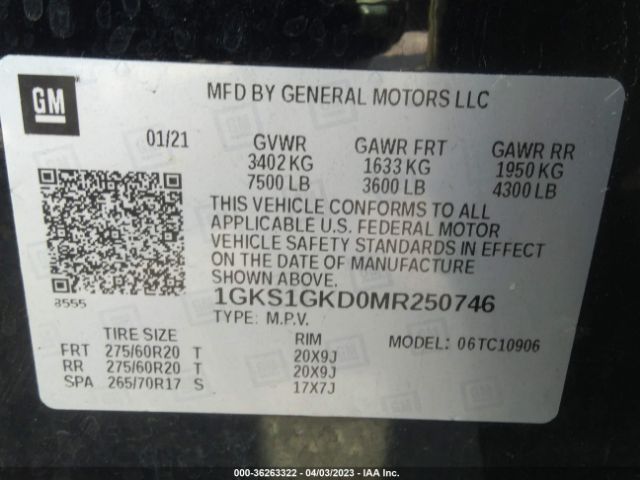 GM
MFD BY GENERAL MOTORS LLC
01/21 GVWR GAWR FRT GAWR RR
3402 KG 1633 KG 1950 KG
7500 LB 3600 LB 4300 LB
THIS VEHICLE CONFORMS TO ALL
APPLICABLE U.S. FEDERAL MOTOR
VEHICLE SAFETY STANDARDS IN EFFECT
ON THE DATE OF MANUFACTURE
SHOWN ABOVE.
3555
1GKS1GKD0MR250746
TYPE: M.P.V.
TIRE SIZE RIM MODEL: 06TC10906
FRT 275/60R20 T 20X9J
RR 275/60R20 T 20X9J
SPA 265/70R17 S 17X7J
000-36263322 - 04/03/2023 - IAA Inc.